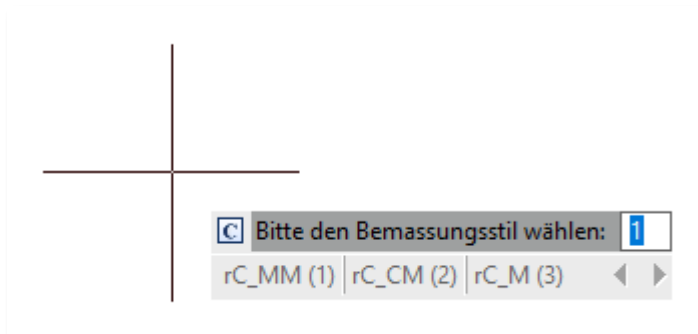 C Bitte den Bemassungsstil wählen: 1
rC_MM (1) rC_CM (2) rC_M (3)